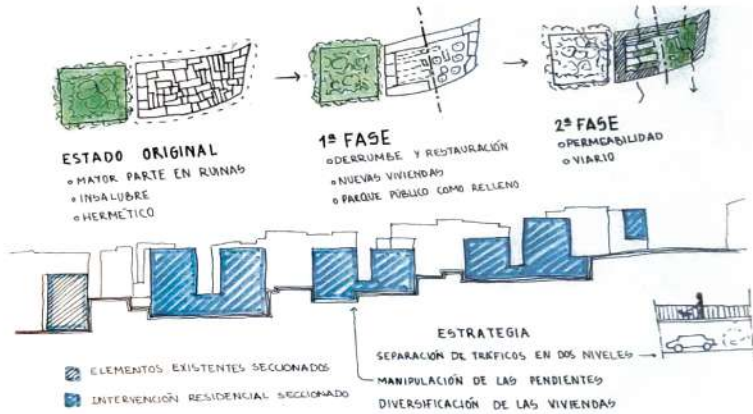 ESTADO ORIGINAL
o MAYOR PARTE EN RUINAS
o INSALUBRE
o HERMÉTICO
1ª FASE
o DERRUMBE Y RESTAURACIÓN
o NUEVAS VIVIENDAS
o PARQUE PÚBLICO COMO RELLENO
2ª FASE
o PERMEABILIDAD
o VIARIO
ELEMENTOS EXISTENTES SECCIONADOS
INTERVENCIÓN RESIDENCIAL SECCIONADO
ESTRATEGIA
SEPARACIÓN DE TRÁFICOS EN DOS NIVELES
MANIPULACIÓN DE LAS PENDIENTES
DIVERSIFICACIÓN DE LAS VIVIENDAS